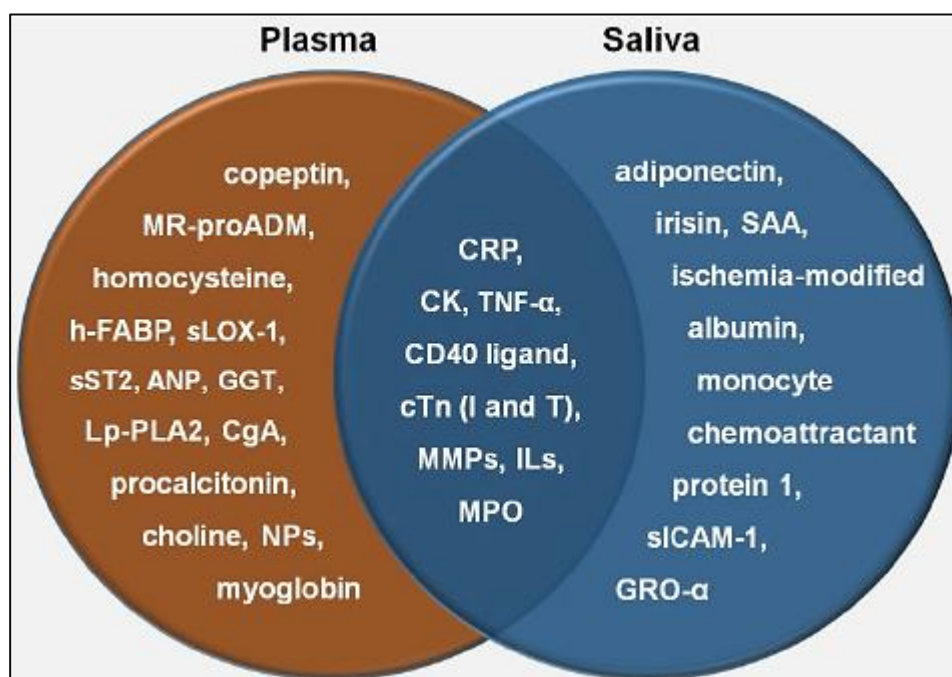 Plasma
Saliva
copeptin,
MR-proADM,
homocysteine,
h-FABP, sLOX-1,
sST2, ANP, GGT,
Lp-PLA2, CgA,
procalcitonin,
choline, NPs,
myoglobin
CRP,
CK, TNF-α,
CD40 ligand,
cTn (I and T),
MMPs, ILs,
MPO
adiponectin,
irisin, SAA,
ischemia-modified
albumin,
monocyte
chemoattractant
protein 1,
sICAM-1,
GRO-α